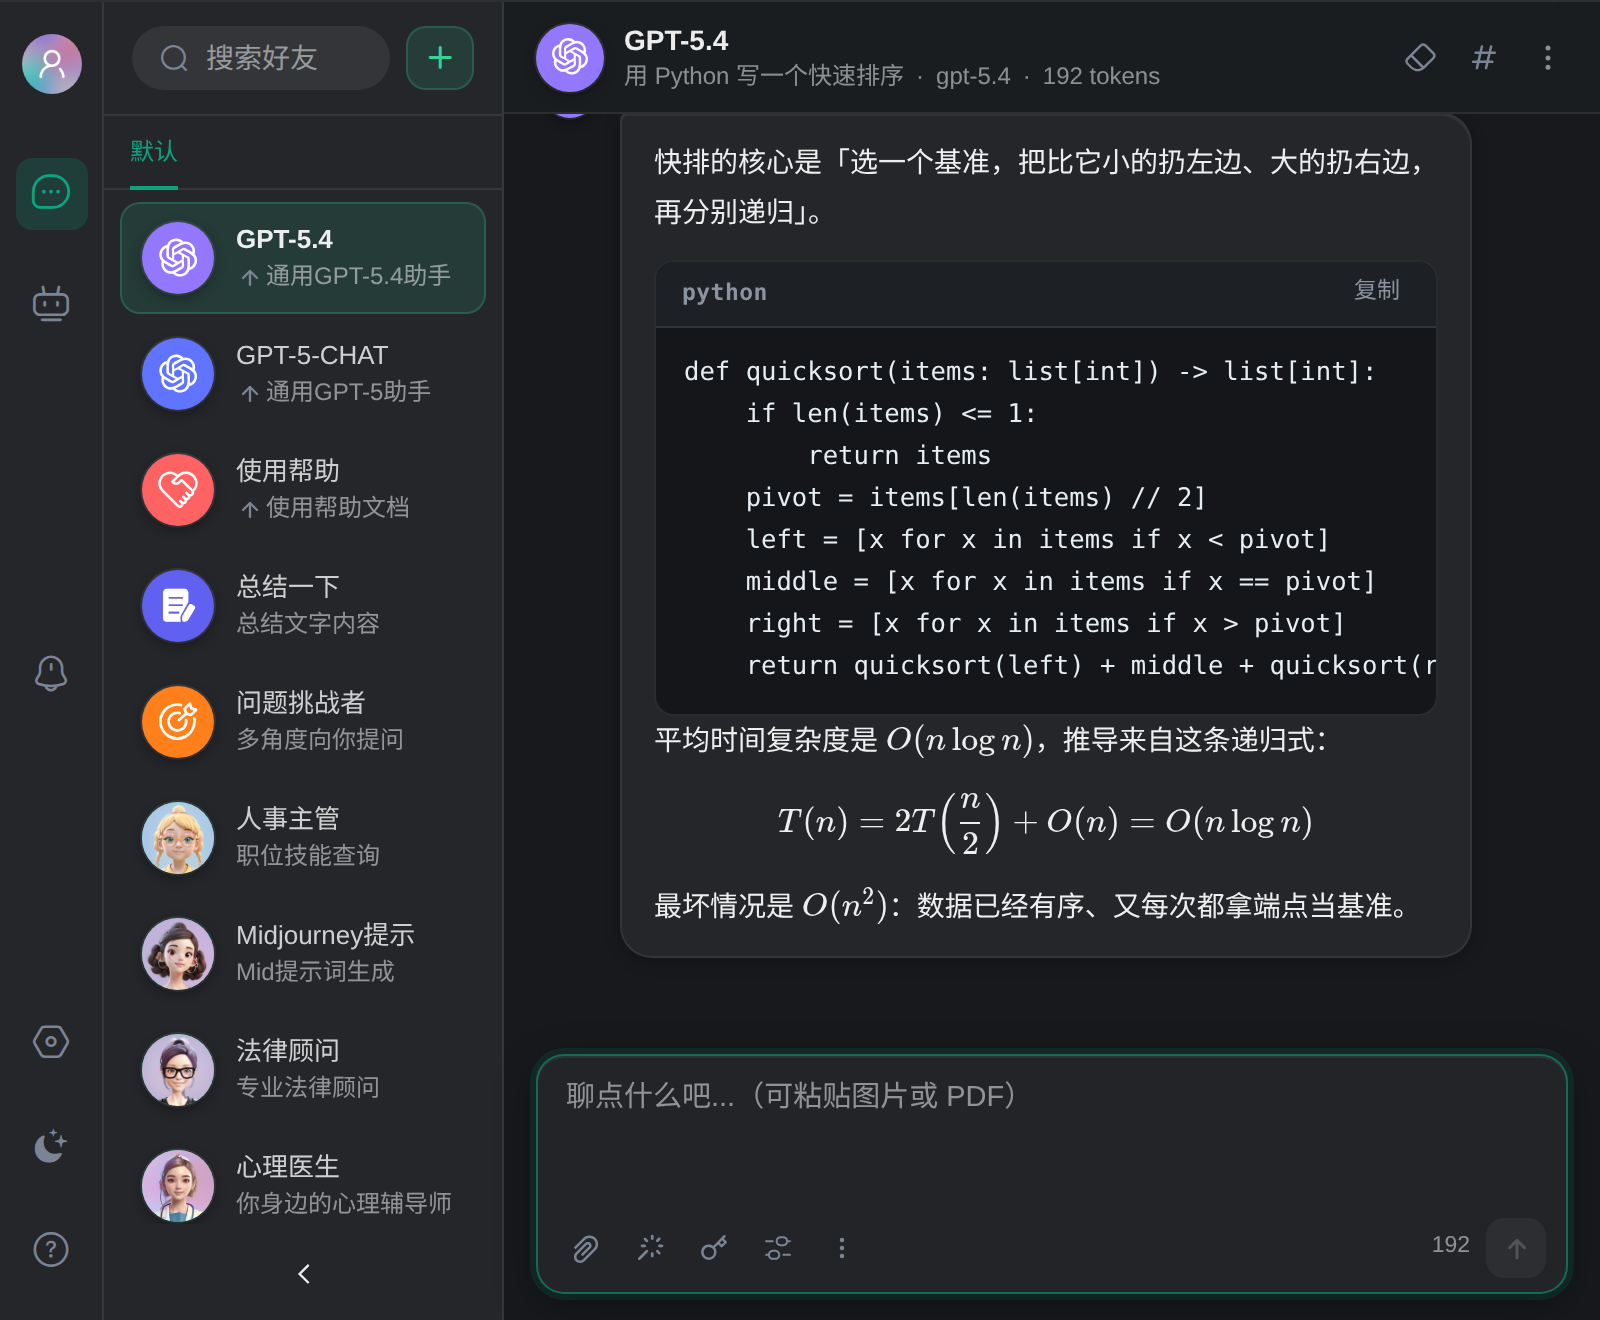 搜索好友
默认
GPT-5.4
通用GPT-5.4助手
GPT-5-CHAT
通用GPT-5助手
使用帮助
使用帮助文档
总结一下
总结文字内容
问题挑战者
多角度向你提问
人事主管
职位技能查询
Midjourney提示
Mid提示词生成
法律顾问
专业法律顾问
心理医生
你身边的心理辅导师
GPT-5.4
用 Python 写一个快速排序 · gpt-5.4 · 192 tokens
快排的核心是「选一个基准，把比它小的扔左边、大的扔右边，
再分别递归」。
python 复制
def quicksort(items: list[int]) -> list[int]:
    if len(items) <= 1:
        return items
    pivot = items[len(items) // 2]
    left = [x for x in items if x < pivot]
    middle = [x for x in items if x == pivot]
    right = [x for x in items if x > pivot]
    return quicksort(left) + middle + quicksort(r
平均时间复杂度是 O(n log n)，推导来自这条递归式：
T(n) = 2T(n/2) + O(n) = O(n log n)
最坏情况是 O(n²)：数据已经有序、又每次都拿端点当基准。
聊点什么吧...（可粘贴图片或 PDF）
192